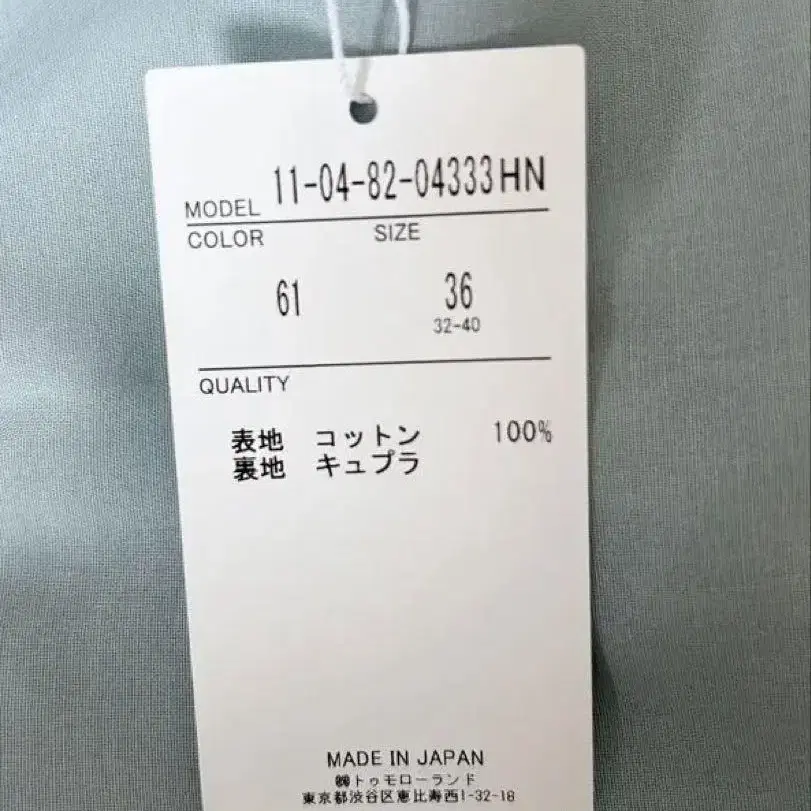 MODEL 11-04-82-04333HN
COLOR SIZE
61 36
32-40
QUALITY
表地 コットン 100%
裏地 キュプラ
MADE IN JAPAN
㈱トゥモローランド
東京都渋谷区恵比寿西1-32-18